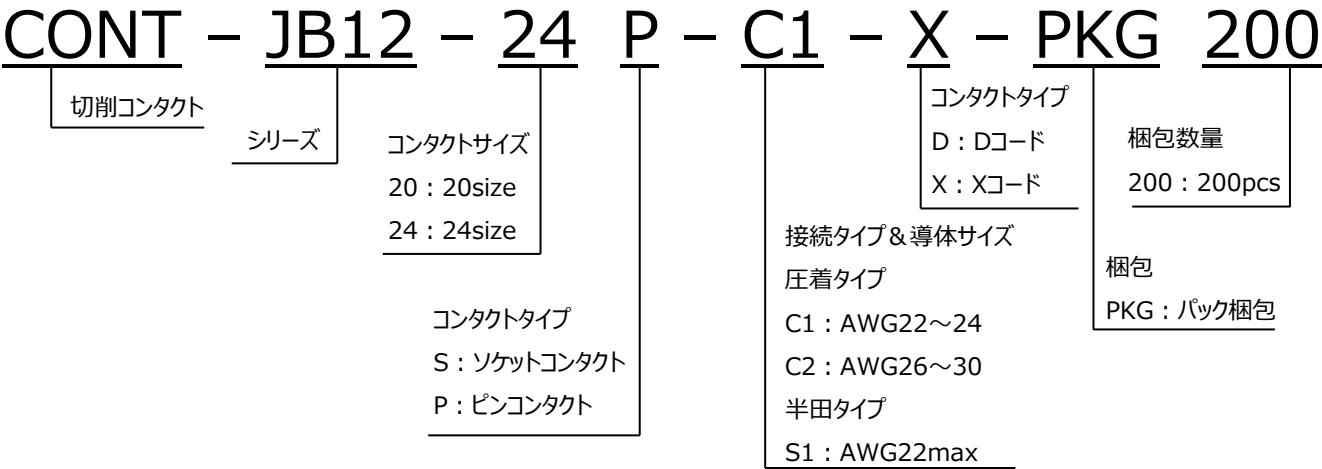 CONT − JB12 − 24 P − C1 − X − PKG 200
切削コンタクト
シリーズ
コンタクトサイズ
20：20size
24：24size
コンタクトタイプ
S：ソケットコンタクト
P：ピンコンタクト
接続タイプ＆導体サイズ
圧着タイプ
C1：AWG22～24
C2：AWG26～30
半田タイプ
S1：AWG22max
コンタクトタイプ
D：Dコード
X：Xコード
梱包
PKG：パック梱包
梱包数量
200：200pcs